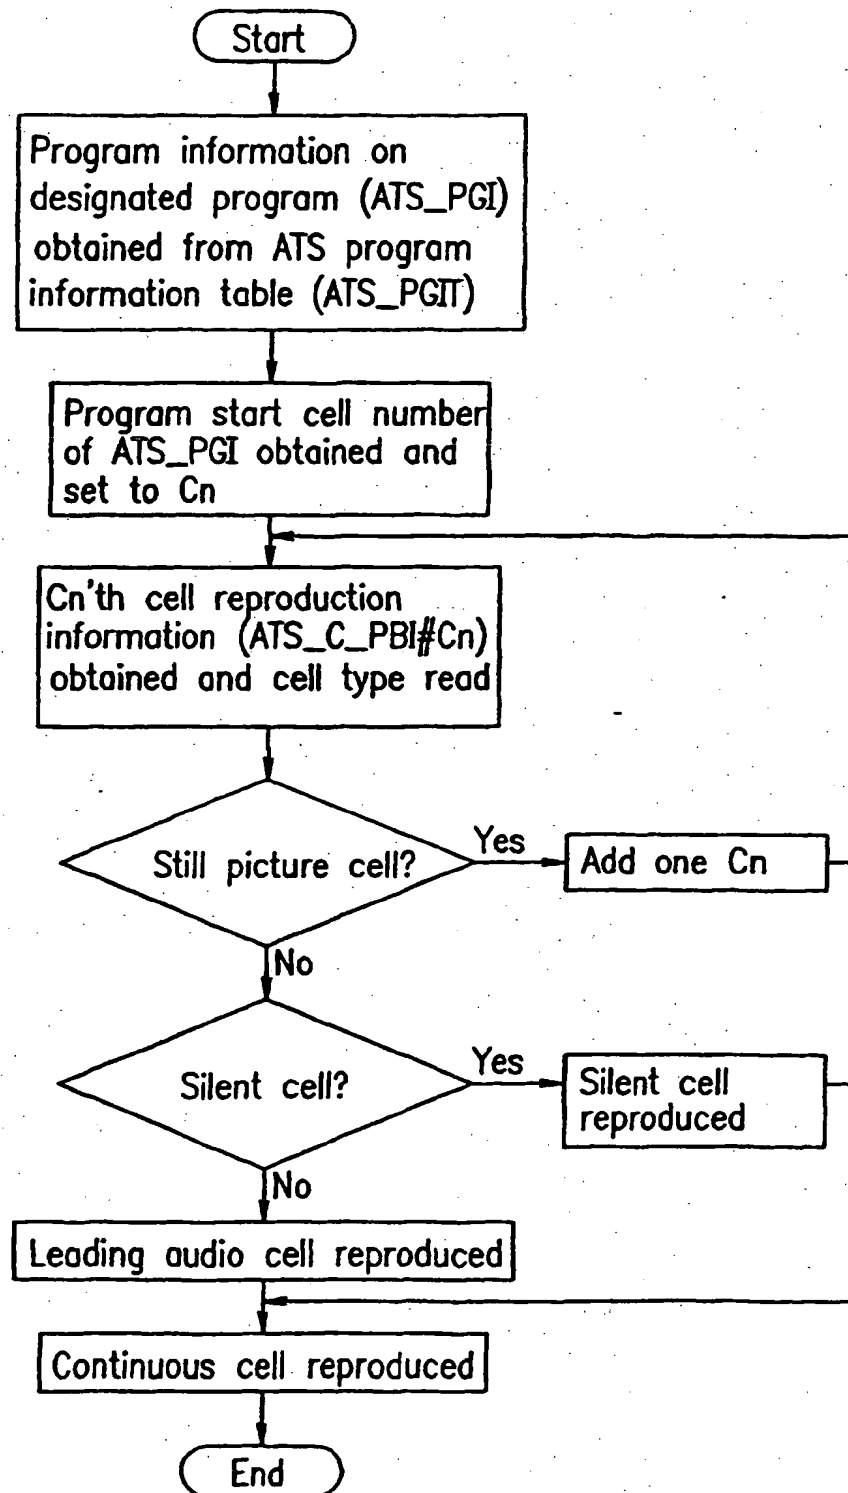 Start
Program information on
designated program (ATS_PGI)
obtained from ATS program
information table (ATS_PGIT)
Program start cell number
of ATS_PGI obtained and
set to Cn
Cn'th cell reproduction
information (ATS_C_PBI#Cn)
obtained and cell type read
Still picture cell?
Yes
Add one Cn
No
Silent cell?
Yes
Silent cell
reproduced
No
Leading audio cell reproduced
Continuous cell reproduced
End